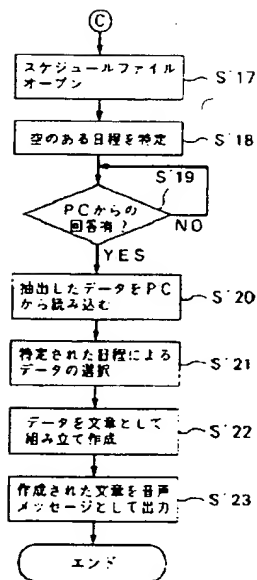 C
スケジュールファイル
オープン
S'17
空のある日程を特定
S'18
S'19
PCからの
回答有?
NO
YES
抽出したデータをPC
から読み込む
S'20
特定された日程による
データの選択
S'21
データを文章として
組み立て作成
S'22
作成された文章を音声
メッセージとして出力
S'23
エンド